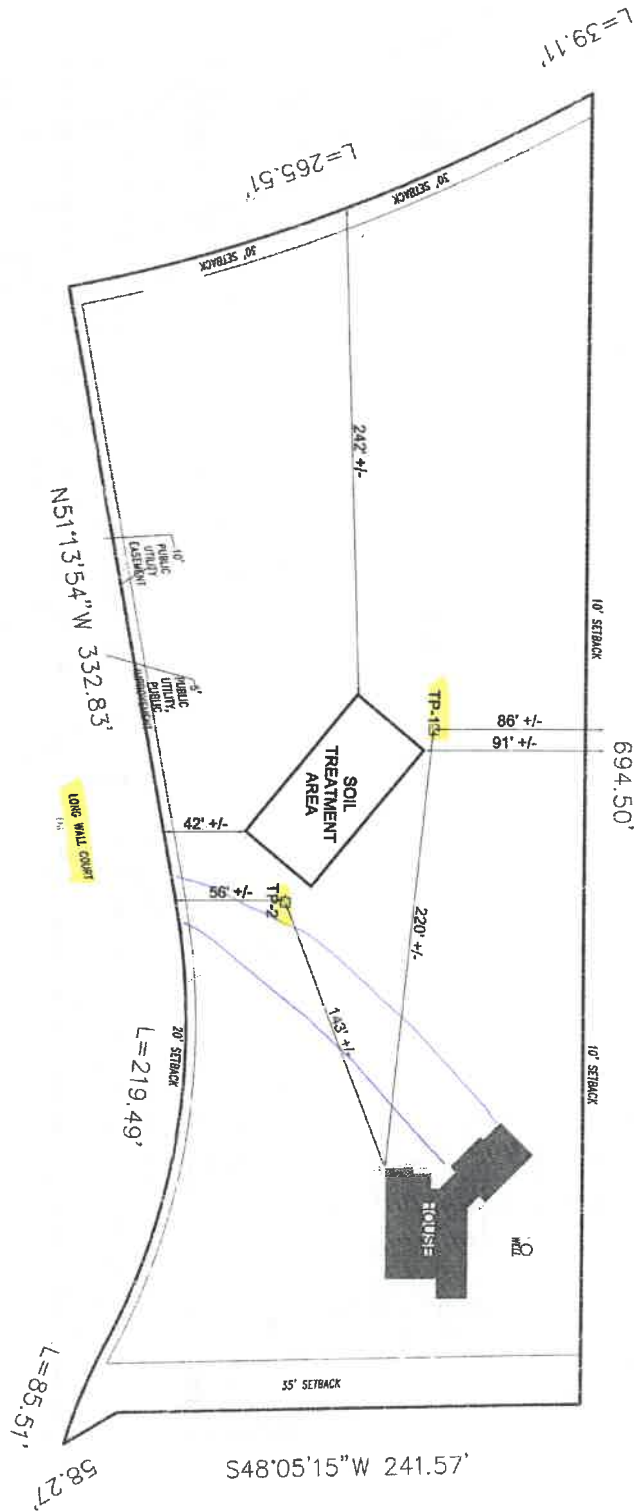 L=39.11'
L=265.51'
30' SETBACK
30' SETBACK
242' +/-
10' SETBACK
694.50'
N51°13'54"W 332.83'
10'
PUBLIC
UTILITY
EASEMENT
5'
PUBLIC
UTILITY,
PUBLIC
IMPROVEMENT
TP-1
86' +/-
91' +/-
SOIL
TREATMENT
AREA
42' +/-
LONG WALL COURT
56' +/-
TP-2
220' +/-
143' +/-
20' SETBACK
L=219.49'
10' SETBACK
HOUSE
WELL
35' SETBACK
L=85.51'
58.27'
S48°05'15"W 241.57'